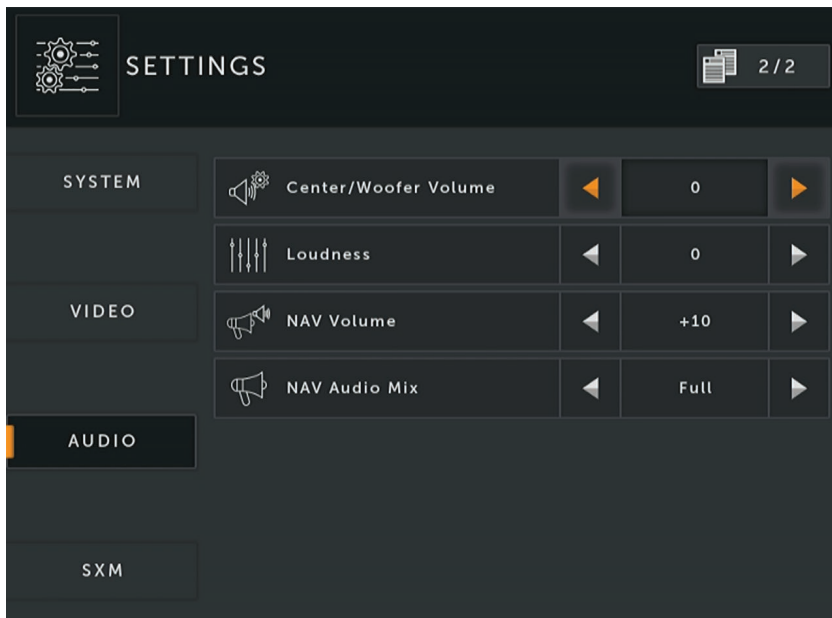 SETTINGS
2/2
SYSTEM
Center/Woofer Volume
0
Loudness
0
VIDEO
NAV Volume
+10
NAV Audio Mix
Full
AUDIO
SXM